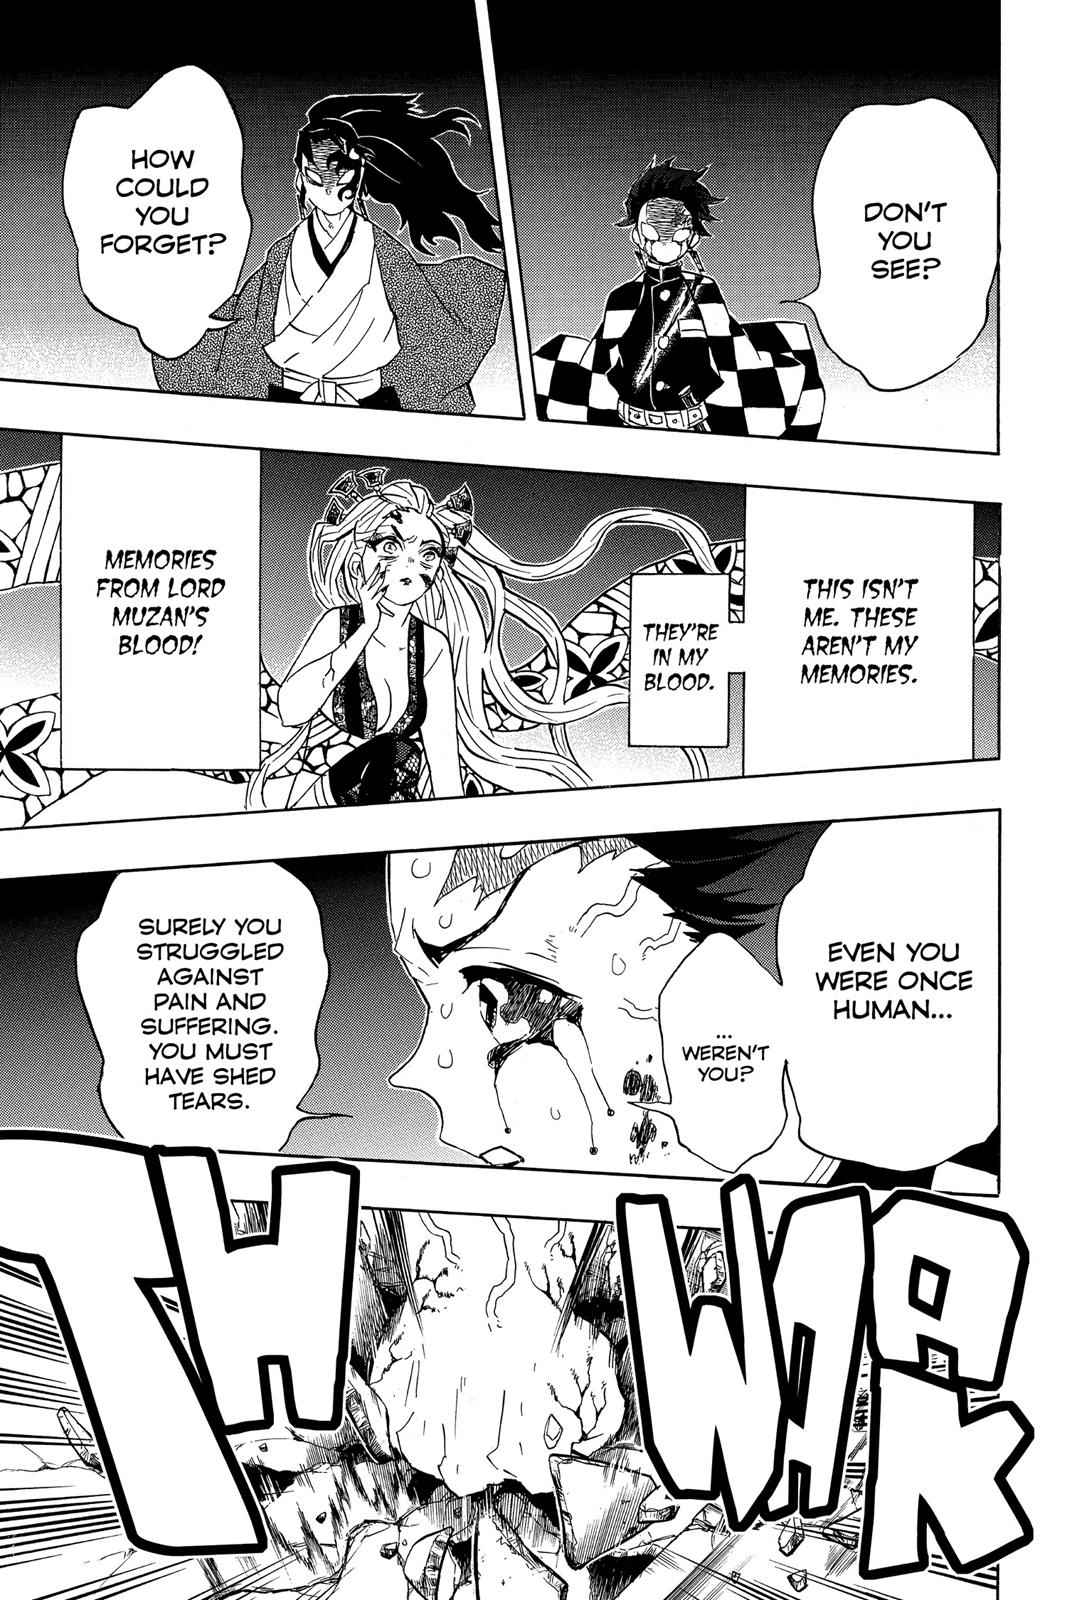 DON'T
YOU
SEE?
HOW
COULD
YOU
FORGET?
THIS ISN'T
ME. THESE
AREN'T MY
MEMORIES.
THEY'RE
IN MY
BLOOD.
MEMORIES
FROM LORD
MUZAN'S
BLOOD!
EVEN YOU
WERE ONCE
HUMAN...
...
WEREN'T
YOU?
SURELY YOU
STRUGGLED
AGAINST
PAIN AND
SUFFERING.
YOU MUST
HAVE SHED
TEARS.
THWAAK